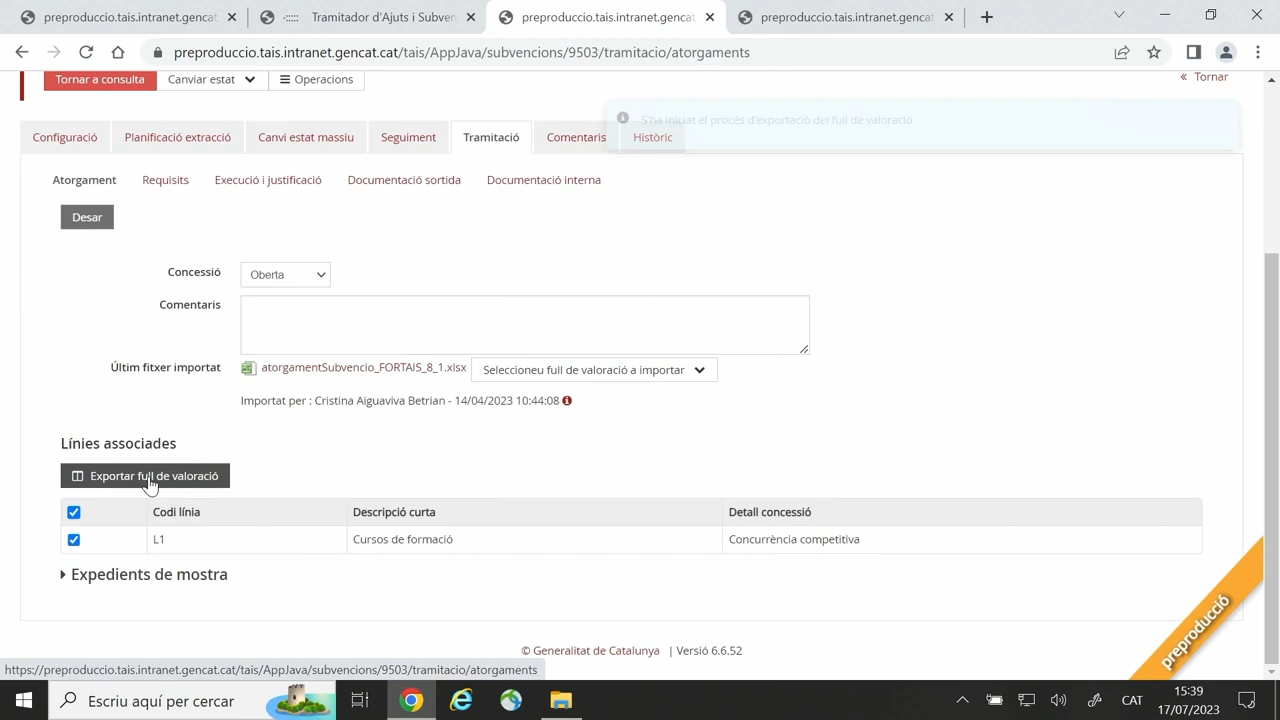 preproduccio.tais.intranet.gencat
Tramitador d'Ajuts i Subven
preproduccio.tais.intranet.gencat
preproduccio.tais.intranet.gencat
preproduccio.tais.intranet.gencat.cat/tais/AppJava/subvencions/9503/tramitacio/atorgaments
Tornar a consulta
Canviar estat
Operacions
« Tornar
S'ha iniciat el procés d'exportació del full de valoració
Configuració
Planificació extracció
Canvi estat massiu
Seguiment
Tramitació
Comentaris
Històric
Atorgament
Requisits
Execució i justificació
Documentació sortida
Documentació interna
Desar
Concessió
Oberta
Comentaris
Últim fitxer importat
atorgamentSubvencio_FORTAIS_8_1.xlsx
Seleccioneu full de valoració a importar
Importat per : Cristina Aiguaviva Betrian - 14/04/2023 10:44:08
Línies associades
Exportar full de valoració
Codi línia
Descripció curta
Detall concessió
L1
Cursos de formació
Concurrència competitiva
Expedients de mostra
preproducció
© Generalitat de Catalunya | Versió 6.6.52
https://preproduccio.tais.intranet.gencat.cat/tais/AppJava/subvencions/9503/tramitacio/atorgaments
Escriu aquí per cercar
CAT
15:39
17/07/2023